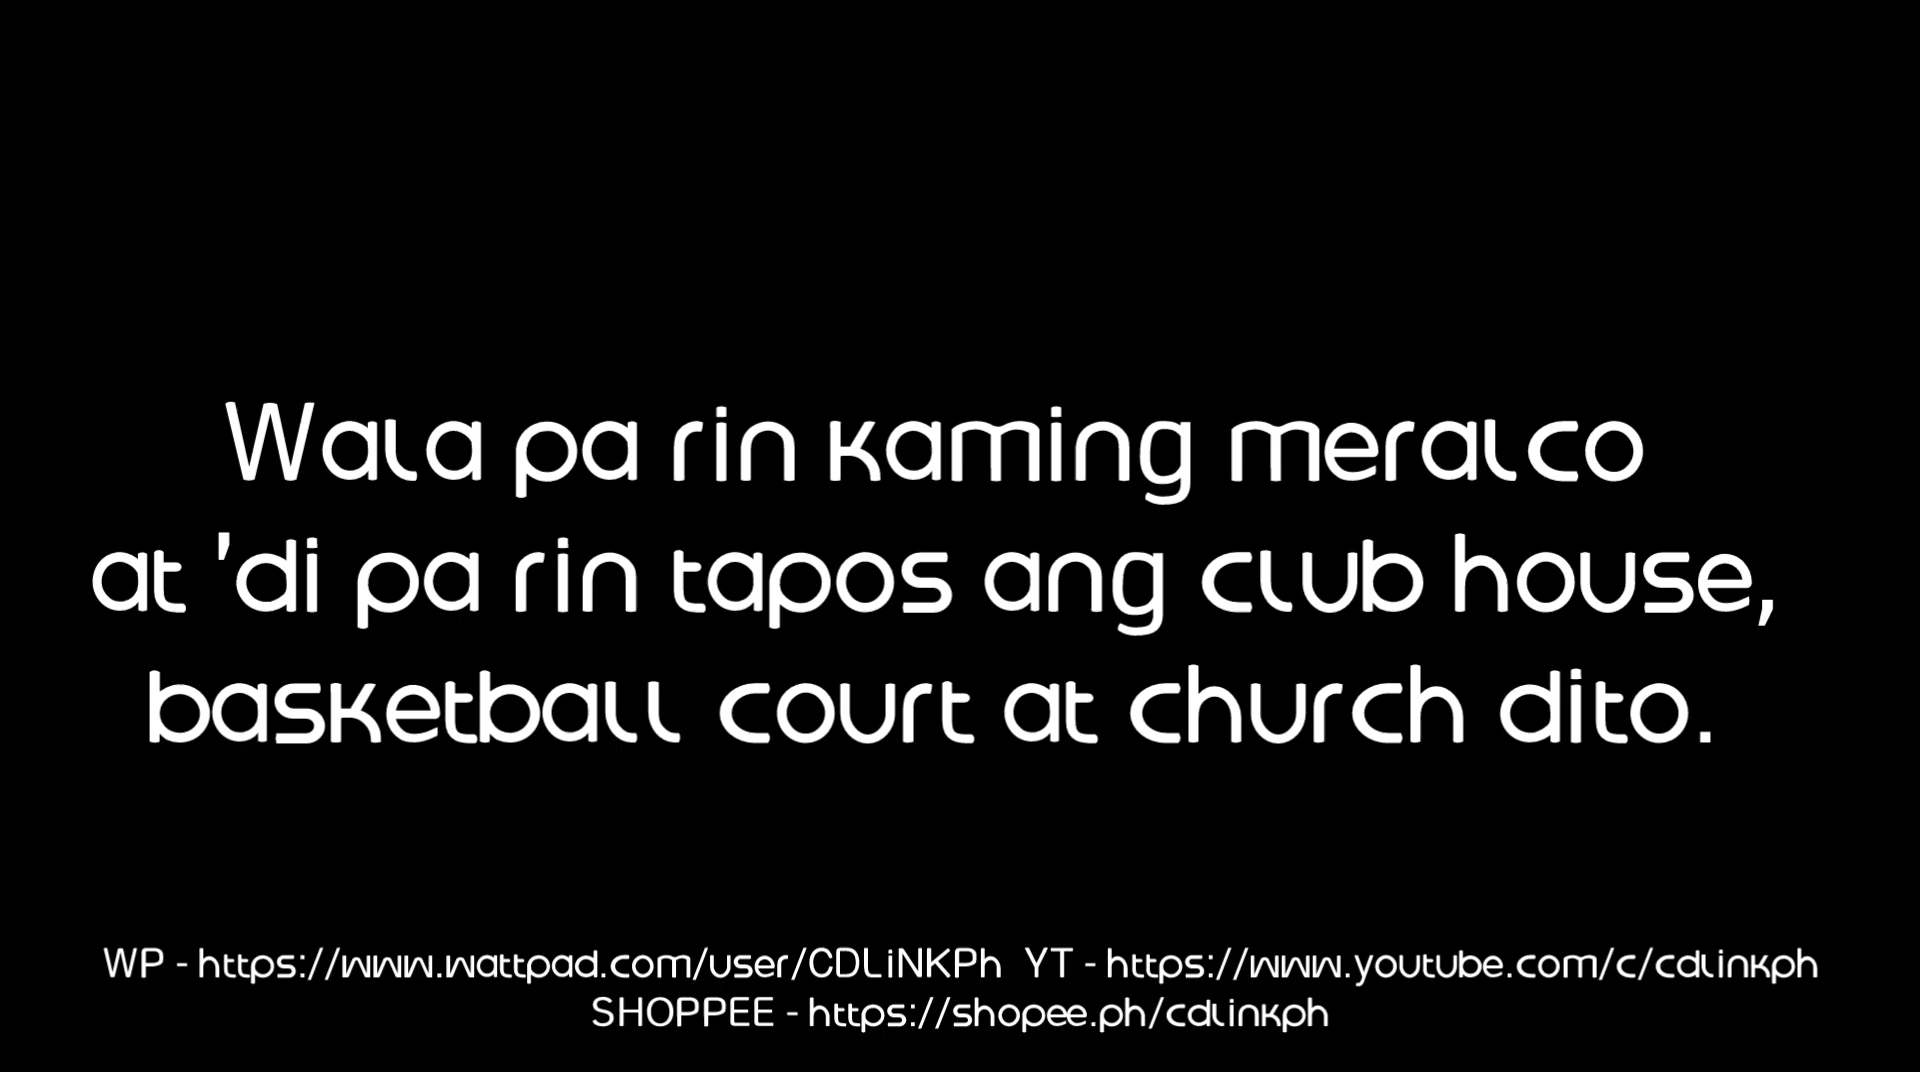 Wala pa rin kaming meralco
at 'di pa rin tapos ang club house,
basketball court at church dito.
WP - https://www.wattpad.com/user/CDLiNKPh YT - https://www.youtube.com/c/cdlinkph
SHOPPEE - https://shopee.ph/cdlinkph